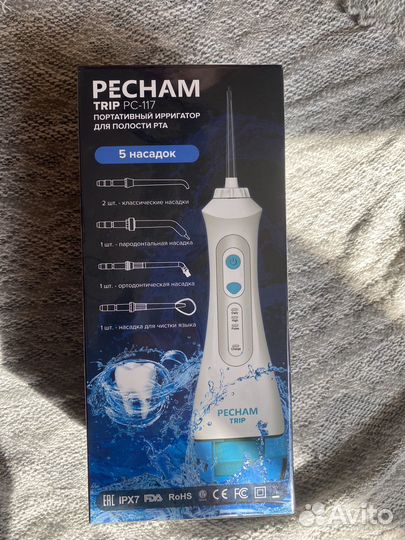 PECHAM
TRIP PC-117
ПОРТАТИВНЫЙ ИРРИГАТОР
ДЛЯ ПОЛОСТИ РТА
5 насадок
2 шт. - классические насадки
1 шт. - пародонтальная насадка
1 шт. - ортодонтическая насадка
1 шт. - насадка для чистки языка
PECHAM
TRIP
EAC IPX7 FDA RoHS CE FC
Avito